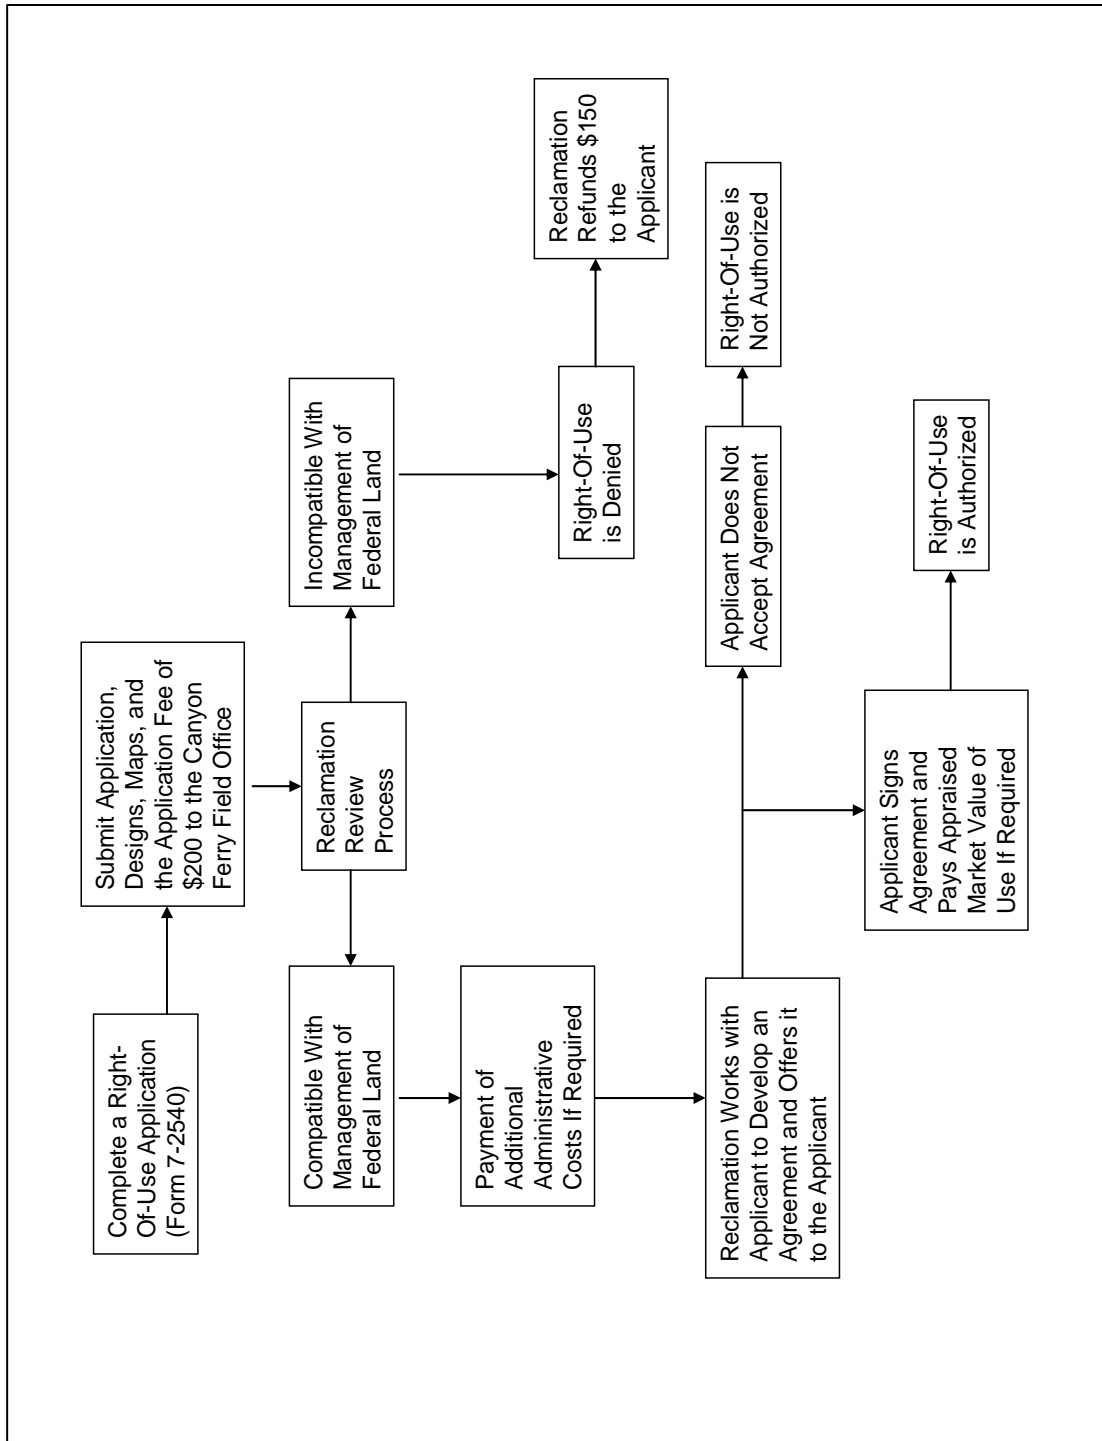 Complete a Right-
Of-Use Application
(Form 7-2540)
Submit Application,
Designs, Maps, and
the Application Fee of
$200 to the Canyon
Ferry Field Office
Reclamation
Review
Process
Compatible With
Management of
Federal Land
Incompatible With
Management of
Federal Land
Payment of
Additional
Administrative
Costs If Required
Right-Of-Use
is Denied
Reclamation
Refunds $150
to the
Applicant
Reclamation Works with
Applicant to Develop an
Agreement and Offers it
to the Applicant
Applicant Does Not
Accept Agreement
Right-Of-Use is
Not Authorized
Applicant Signs
Agreement and
Pays Appraised
Market Value of
Use If Required
Right-Of-Use
is Authorized